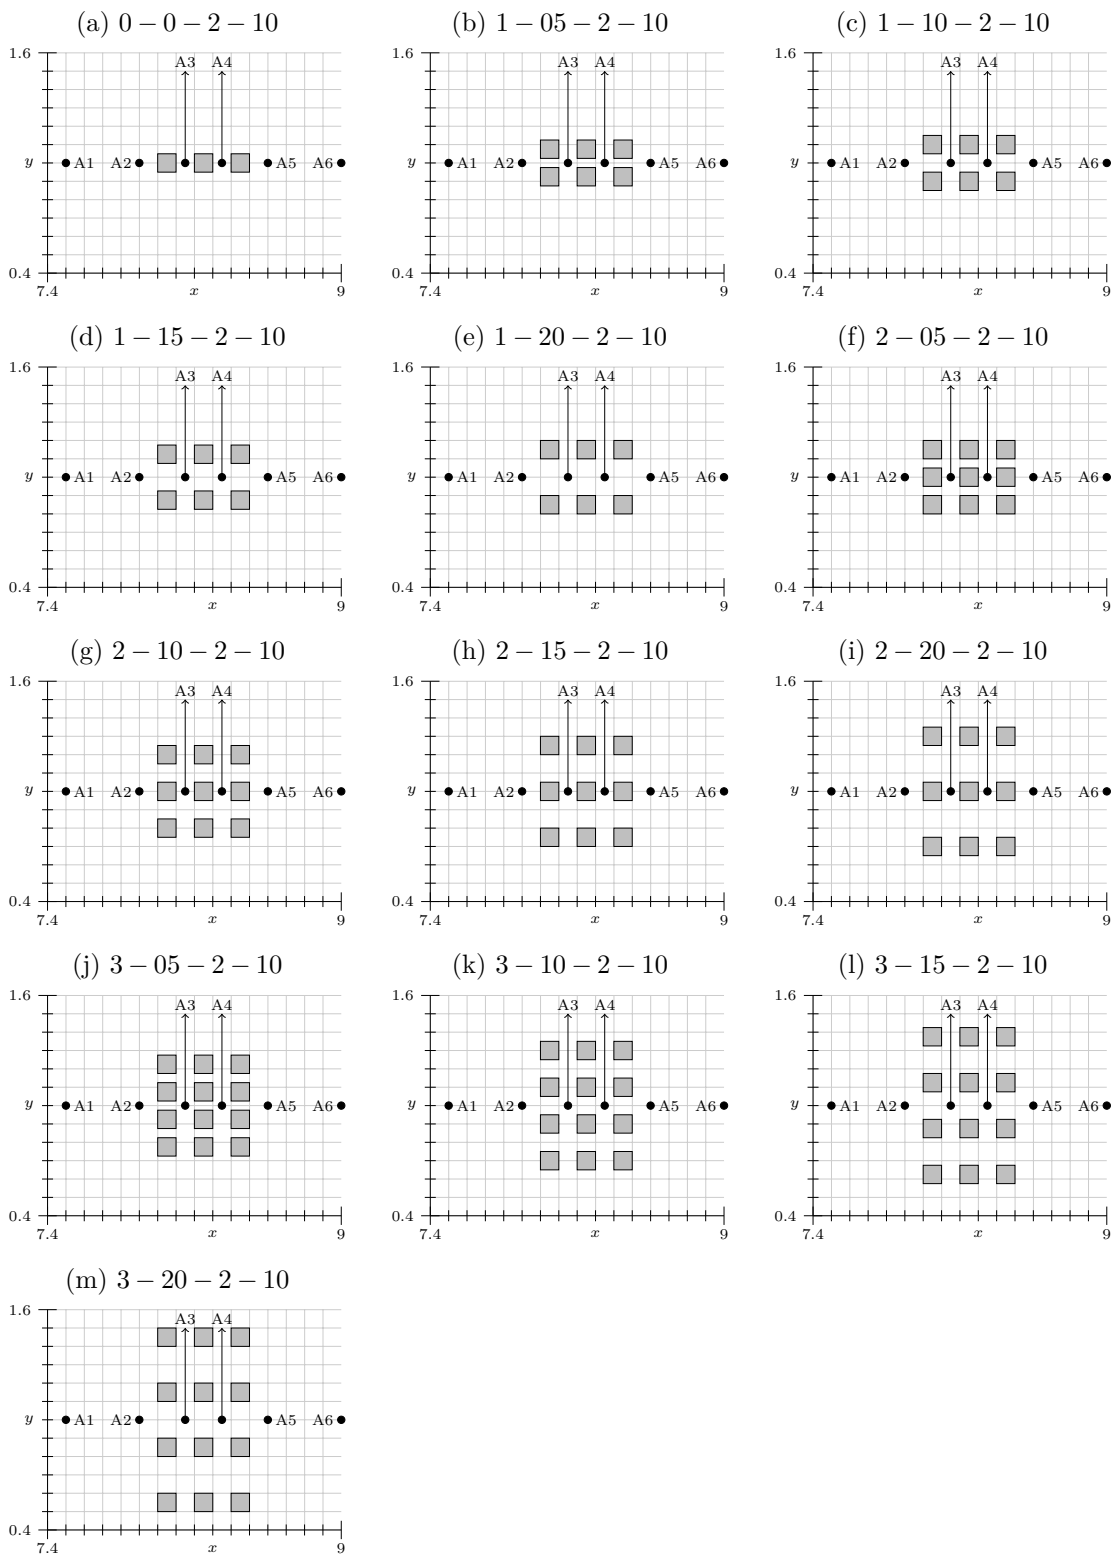 (a) 0 − 0 − 2 − 10 (b) 1 − 05 − 2 − 10 (c) 1 − 10 − 2 − 10
1.6 A3 A4 1.6 A3 A4 1.6 A3 A4
y A1 A2 A5 A6 y A1 A2 A5 A6 y A1 A2 A5 A6
0.4 0.4 0.4
7.4 x 9 7.4 x 9 7.4 x 9
(d) 1 − 15 − 2 − 10 (e) 1 − 20 − 2 − 10 (f) 2 − 05 − 2 − 10
1.6 A3 A4 1.6 A3 A4 1.6 A3 A4
y A1 A2 A5 A6 y A1 A2 A5 A6 y A1 A2 A5 A6
0.4 0.4 0.4
7.4 x 9 7.4 x 9 7.4 x 9
(g) 2 − 10 − 2 − 10 (h) 2 − 15 − 2 − 10 (i) 2 − 20 − 2 − 10
1.6 A3 A4 1.6 A3 A4 1.6 A3 A4
y A1 A2 A5 A6 y A1 A2 A5 A6 y A1 A2 A5 A6
0.4 0.4 0.4
7.4 x 9 7.4 x 9 7.4 x 9
(j) 3 − 05 − 2 − 10 (k) 3 − 10 − 2 − 10 (l) 3 − 15 − 2 − 10
1.6 A3 A4 1.6 A3 A4 1.6 A3 A4
y A1 A2 A5 A6 y A1 A2 A5 A6 y A1 A2 A5 A6
0.4 0.4 0.4
7.4 x 9 7.4 x 9 7.4 x 9
(m) 3 − 20 − 2 − 10
1.6 A3 A4
y A1 A2 A5 A6
0.4
7.4 x 9